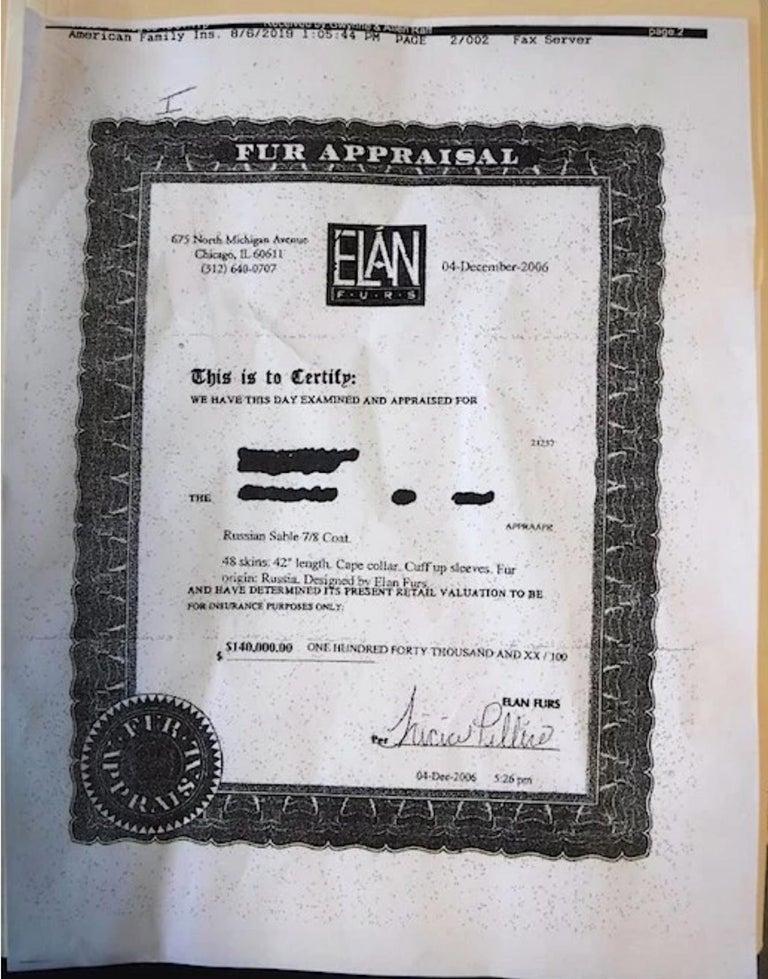 American Family Ins. 8/6/2019 1:05:44 PM PAGE 2/002 Fax Server
page 2
FUR APPRAISAL
675 North Michigan Avenue
Chicago, IL 60611
(312) 640-0707
ELÁN
F·U·R·S
04-December-2006
This is to Certify:
WE HAVE THIS DAY EXAMINED AND APPRAISED FOR
21257
THE
APPRAAPR
Russian Sable 7/8 Coat.
48 skins; 42" length. Cape collar. Cuff up sleeves. Fur
origin: Russia. Designed by Elan Furs.
AND HAVE DETERMINED ITS PRESENT RETAIL VALUATION TO BE
FOR INSURANCE PURPOSES ONLY:
$ $140,000.00 ONE HUNDRED FORTY THOUSAND AND XX / 100
ELAN FURS
Per
04-Dec-2006 5:26 pm
FUR